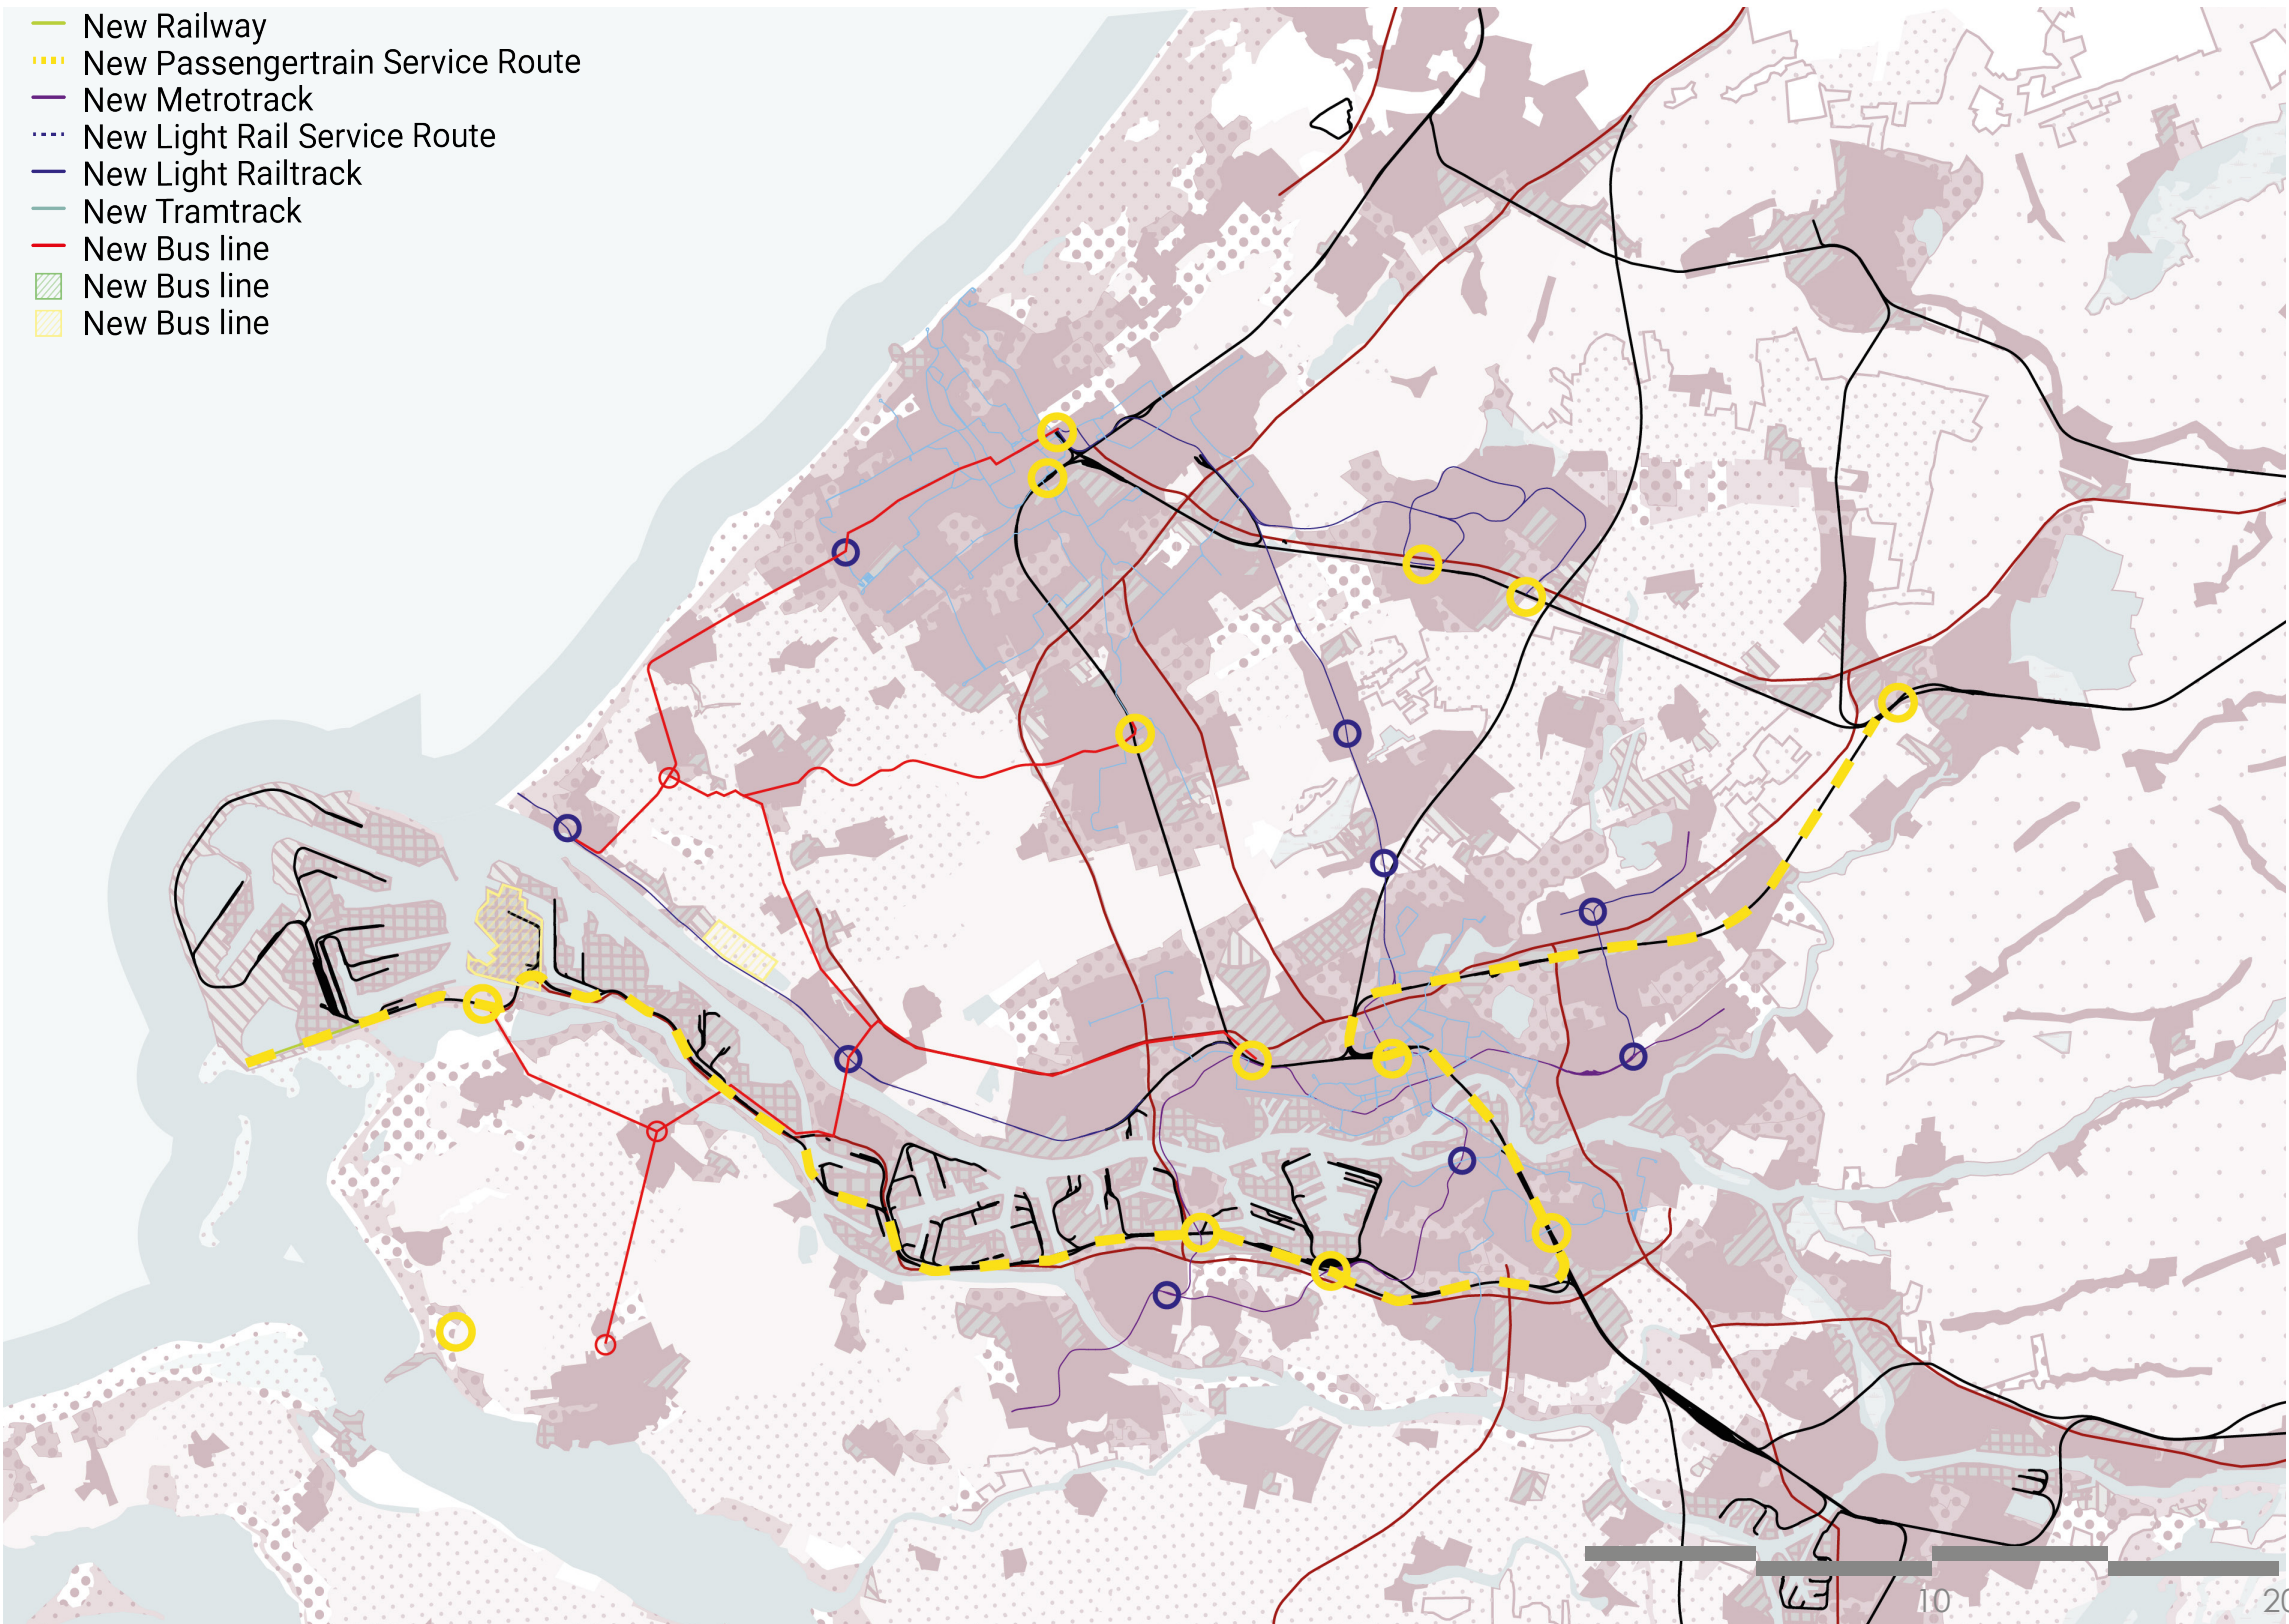 New Railway
New Passengertrain Service Route
New Metrotrack
New Light Rail Service Route
New Light Railtrack
New Tramtrack
New Bus line
New Bus line
New Bus line
10
20